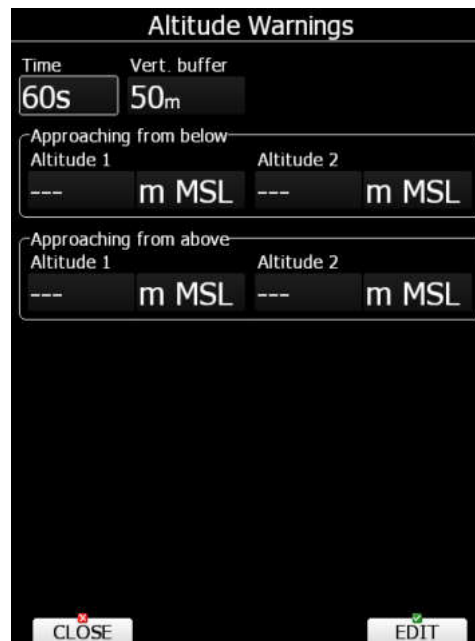 Altitude Warnings
Time Vert. buffer
60s 50m
Approaching from below
Altitude 1 Altitude 2
--- m MSL --- m MSL
Approaching from above
Altitude 1 Altitude 2
--- m MSL --- m MSL
CLOSE EDIT